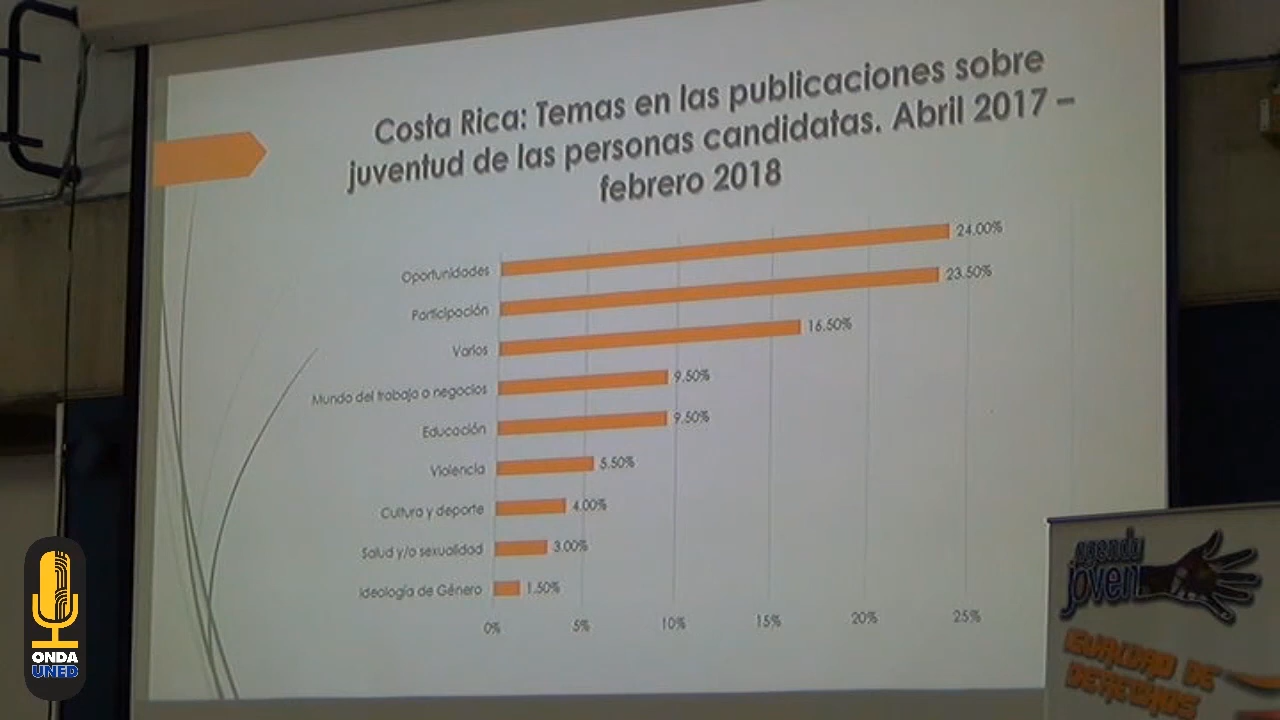 Costa Rica: Temas en las publicaciones sobre
juventud de las personas candidatas. Abril 2017 –
febrero 2018
Oportunidades 24.00%
Participación 23.50%
Varios 16.50%
Mundo del trabajo o negocios 9.50%
Educación 9.50%
Violencia 5.50%
Cultura y deporte 4.00%
Salud y/o sexualidad 3.00%
Ideología de Género 1.50%
0% 5% 10% 15% 20% 25%
ONDA
UNED
agenda
joven
IGUALDAD DE
DERECHOS